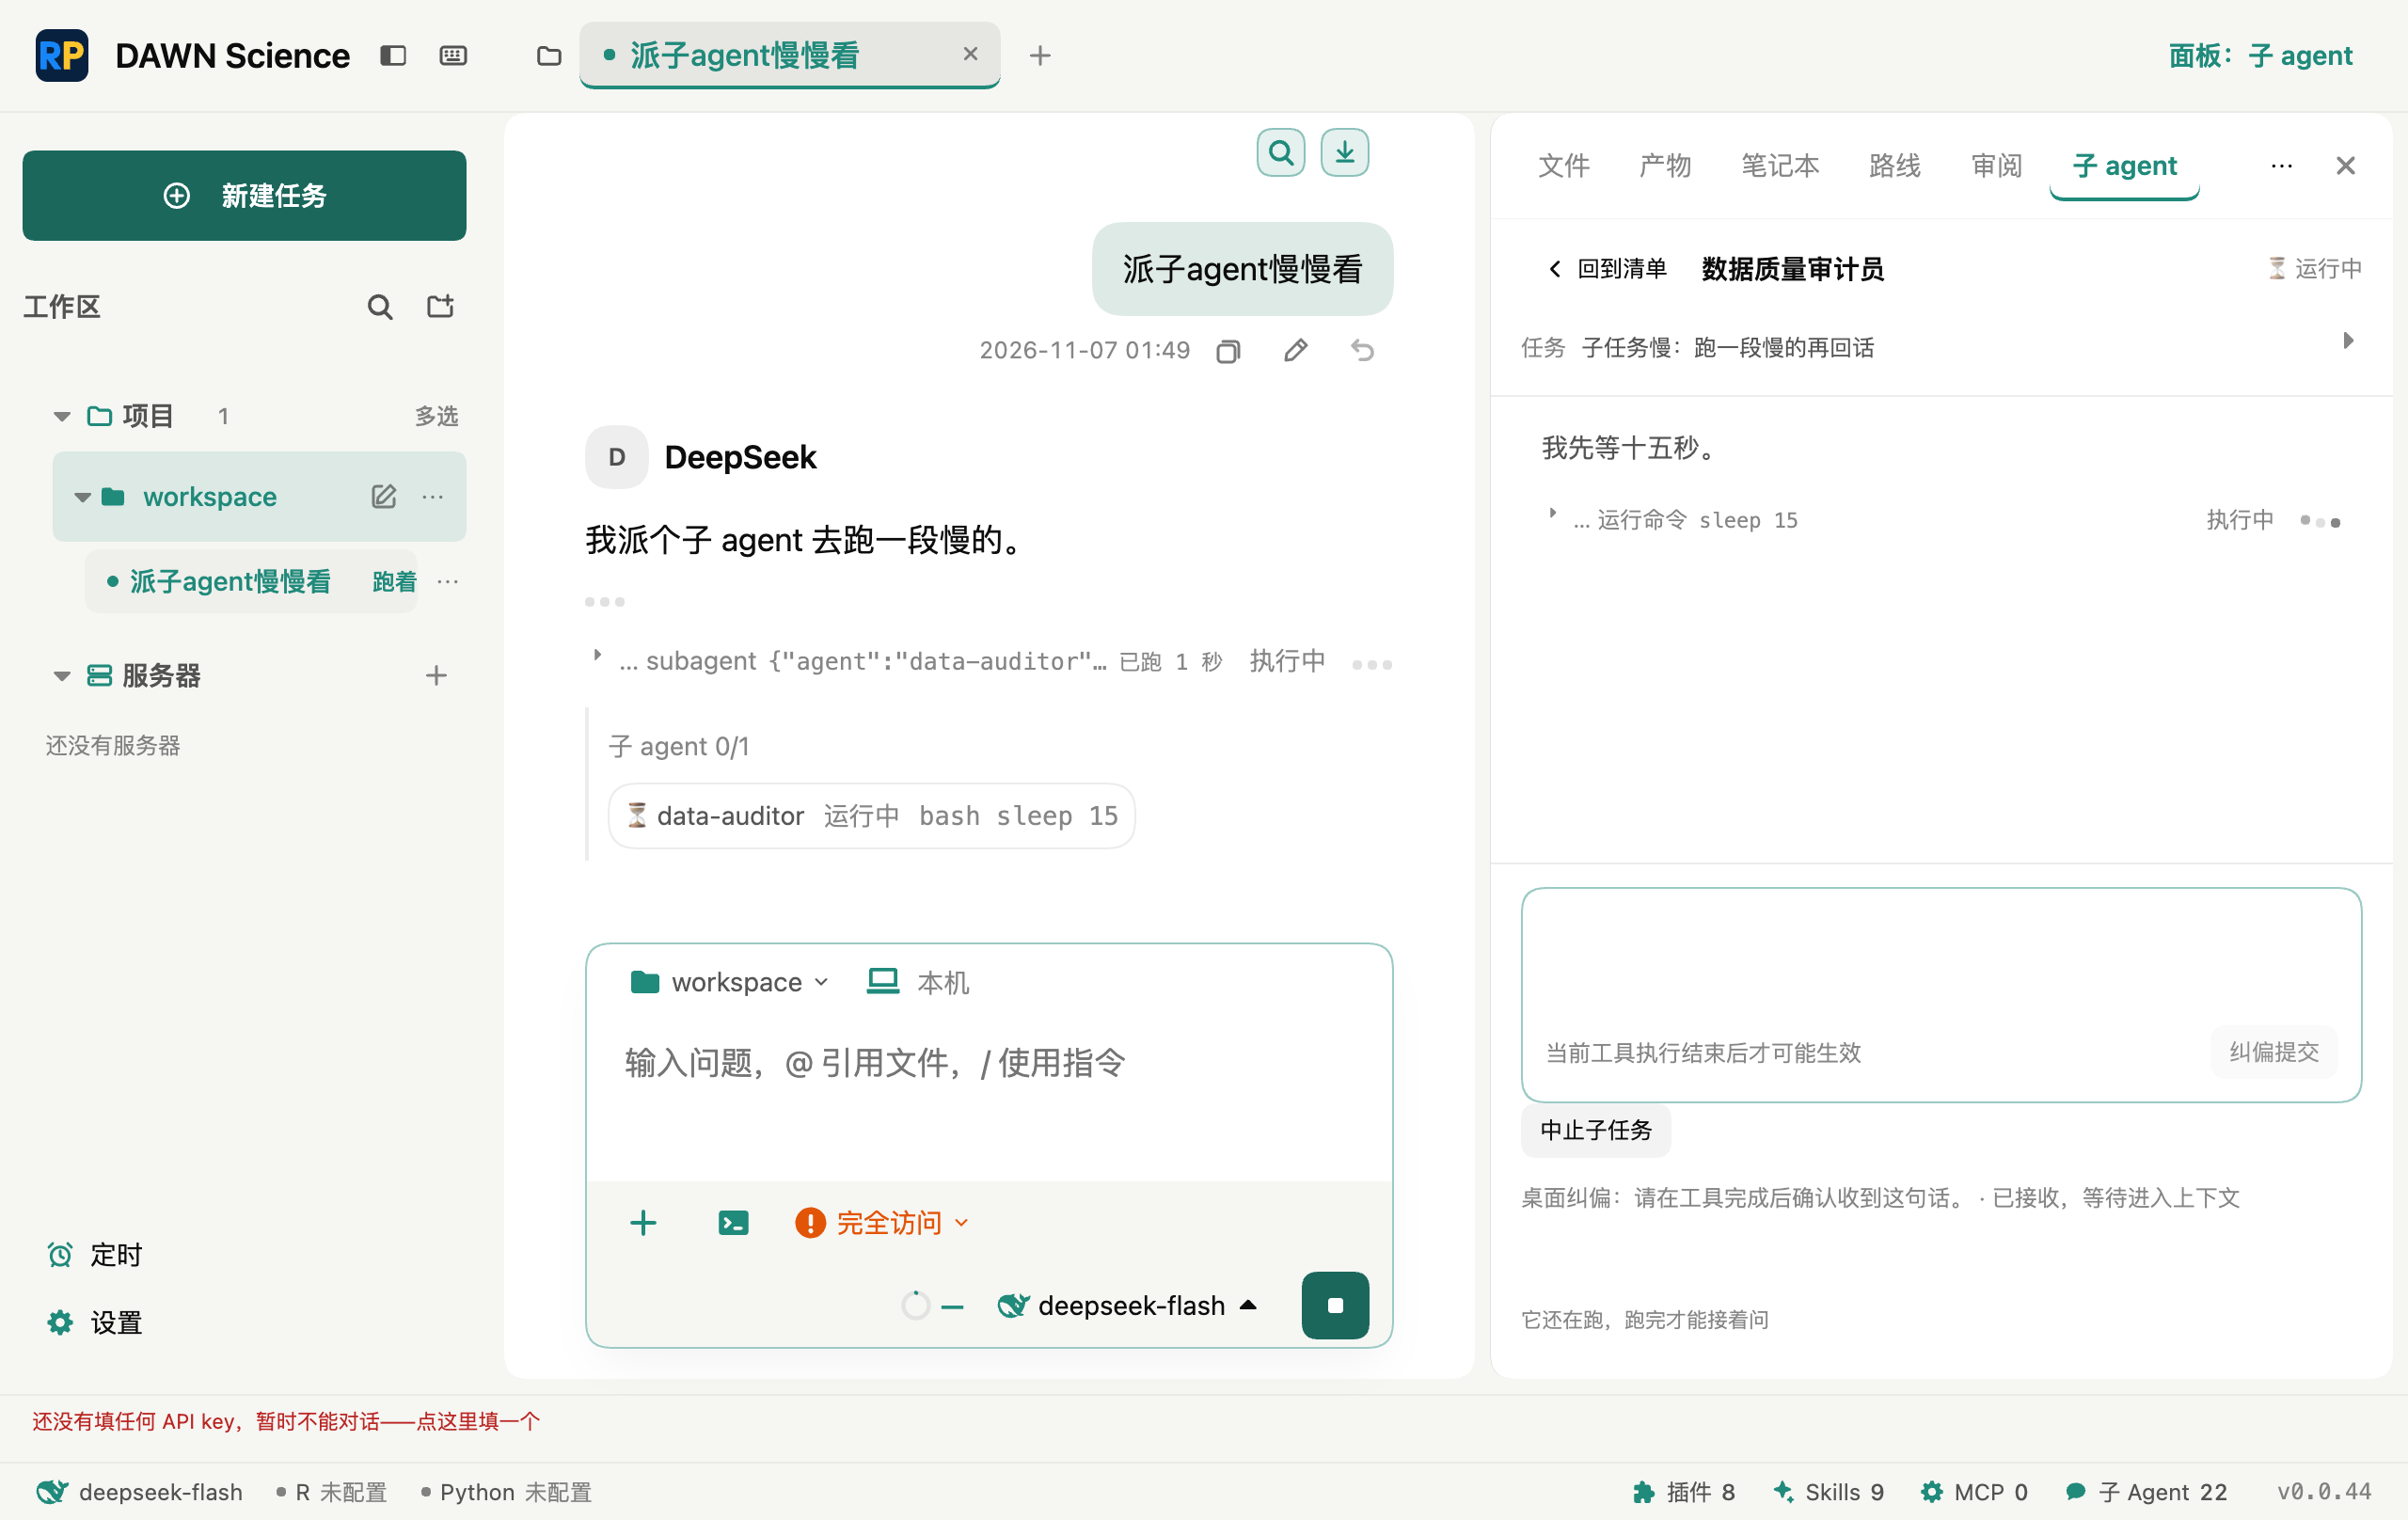 RP DAWN Science
派子agent慢慢看
面板：子 agent
新建任务
工作区
项目 1 多选
workspace
派子agent慢慢看 跑着
服务器
还没有服务器
定时
设置
派子agent慢慢看
2026-11-07 01:49
D DeepSeek
我派个子 agent 去跑一段慢的。
... subagent {"agent":"data-auditor"… 已跑 1 秒 执行中
子 agent 0/1
data-auditor 运行中 bash sleep 15
workspace 本机
输入问题，@ 引用文件，/ 使用指令
完全访问
deepseek-flash
文件 产物 笔记本 路线 审阅 子 agent
回到清单 数据质量审计员 运行中
任务 子任务慢：跑一段慢的再回话
我先等十五秒。
... 运行命令 sleep 15 执行中
当前工具执行结束后才可能生效 纠偏提交
中止子任务
桌面纠偏：请在工具完成后确认收到这句话。 · 已接收，等待进入上下文
它还在跑，跑完才能接着问
还没有填任何 API key，暂时不能对话——点这里填一个
deepseek-flash R 未配置 Python 未配置 插件 8 Skills 9 MCP 0 子 Agent 22 v0.0.44